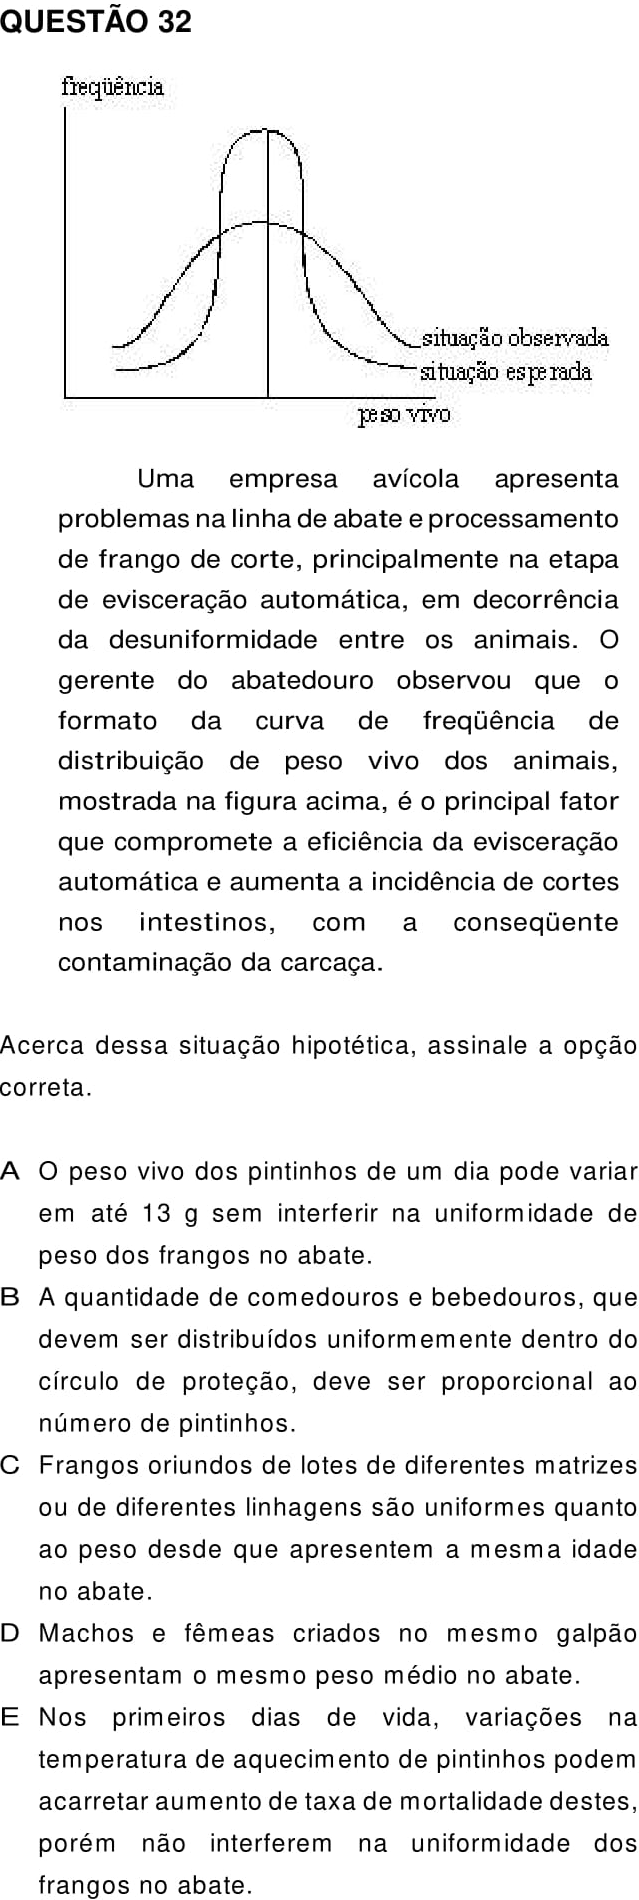 QUESTÃO 32
freqüência
situação observada
situação esperada
peso vivo
Uma empresa avícola apresenta
problemas na linha de abate e processamento
de frango de corte, principalmente na etapa
de evisceração automática, em decorrência
da desuniformidade entre os animais. O
gerente do abatedouro observou que o
formato da curva de freqüência de
distribuição de peso vivo dos animais,
mostrada na figura acima, é o principal fator
que compromete a eficiência da evisceração
automática e aumenta a incidência de cortes
nos intestinos, com a conseqüente
contaminação da carcaça.
Acerca dessa situação hipotética, assinale a opção
correta.
A O peso vivo dos pintinhos de um dia pode variar
em até 13 g sem interferir na uniformidade de
peso dos frangos no abate.
B A quantidade de comedouros e bebedouros, que
devem ser distribuídos uniformemente dentro do
círculo de proteção, deve ser proporcional ao
número de pintinhos.
C Frangos oriundos de lotes de diferentes matrizes
ou de diferentes linhagens são uniformes quanto
ao peso desde que apresentem a mesma idade
no abate.
D Machos e fêmeas criados no mesmo galpão
apresentam o mesmo peso médio no abate.
E Nos primeiros dias de vida, variações na
temperatura de aquecimento de pintinhos podem
acarretar aumento de taxa de mortalidade destes,
porém não interferem na uniformidade dos
frangos no abate.